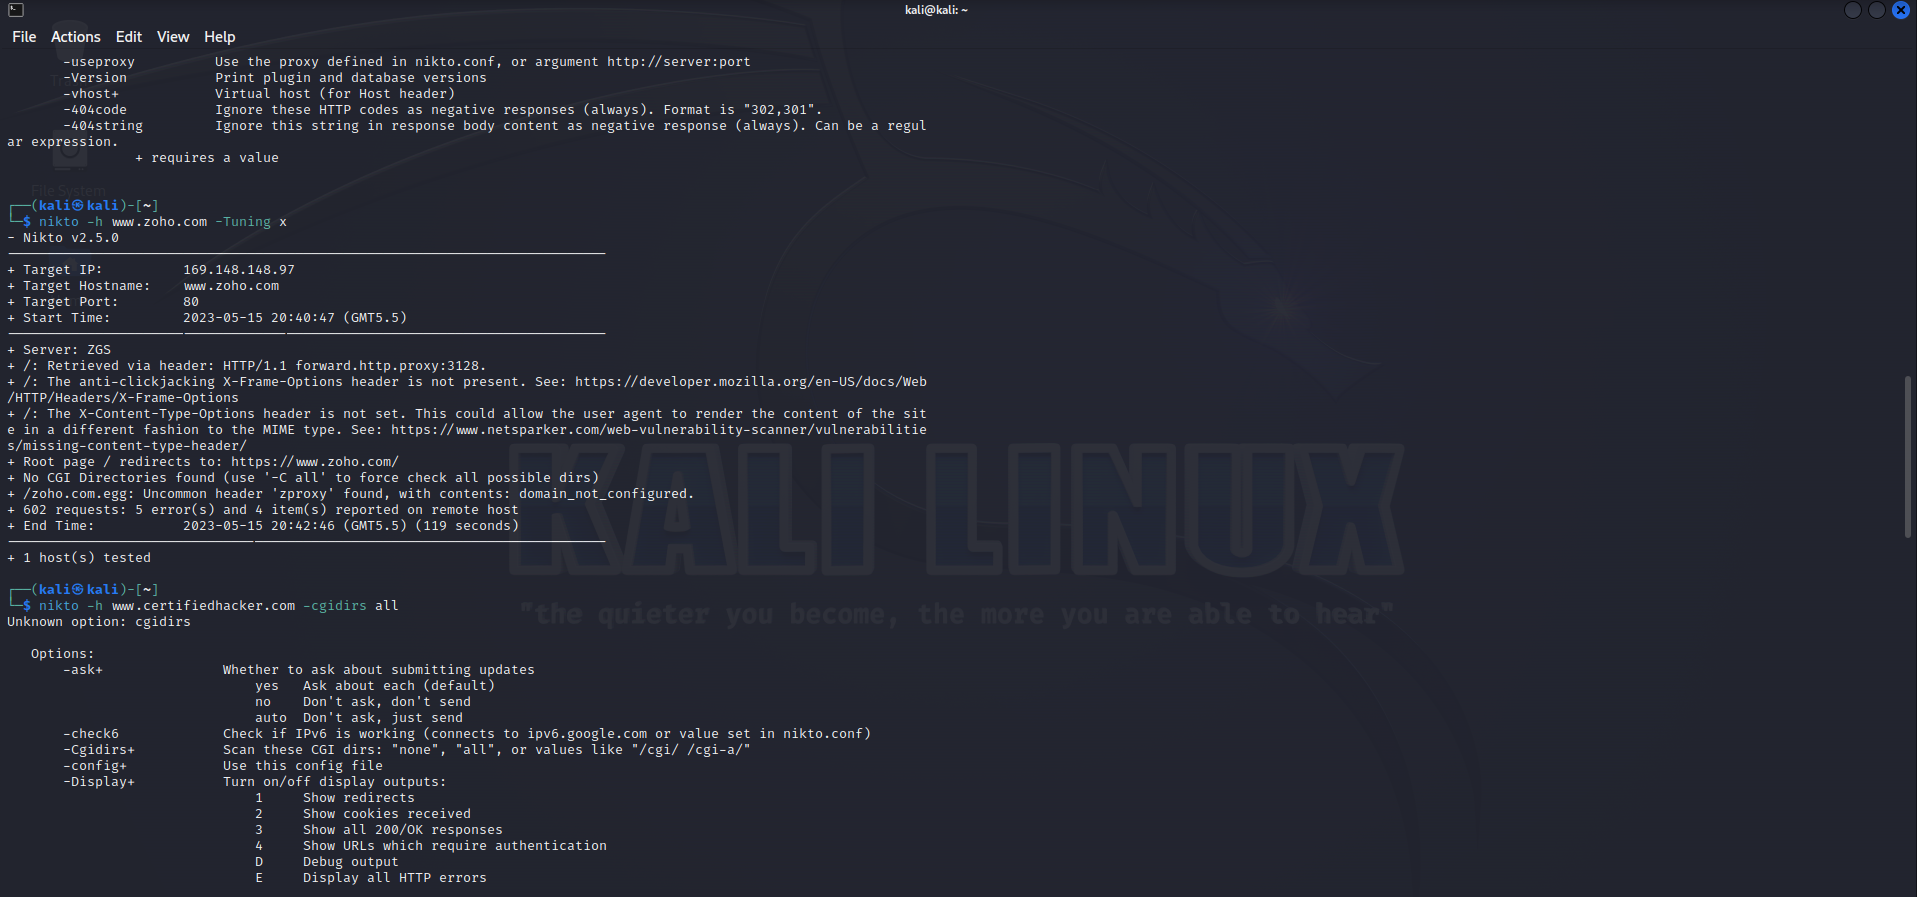 kali@kali: ~
File Actions Edit View Help
-useproxy Use the proxy defined in nikto.conf, or argument http://server:port
-Version Print plugin and database versions
-vhost+ Virtual host (for Host header)
-404code Ignore these HTTP codes as negative responses (always). Format is "302,301".
-404string Ignore this string in response body content as negative response (always). Can be a regul
ar expression.
+ requires a value
File System
┌──(kali㉿kali)-[~]
└─$ nikto -h www.zoho.com -Tuning x
- Nikto v2.5.0
+ Target IP: 169.148.148.97
+ Target Hostname: www.zoho.com
+ Target Port: 80
+ Start Time: 2023-05-15 20:40:47 (GMT5.5)
+ Server: ZGS
+ /: Retrieved via header: HTTP/1.1 forward.http.proxy:3128.
+ /: The anti-clickjacking X-Frame-Options header is not present. See: https://developer.mozilla.org/en-US/docs/Web
/HTTP/Headers/X-Frame-Options
+ /: The X-Content-Type-Options header is not set. This could allow the user agent to render the content of the sit
e in a different fashion to the MIME type. See: https://www.netsparker.com/web-vulnerability-scanner/vulnerabilitie
s/missing-content-type-header/
+ Root page / redirects to: https://www.zoho.com/
+ No CGI Directories found (use '-C all' to force check all possible dirs)
+ /zoho.com.egg: Uncommon header 'zproxy' found, with contents: domain_not_configured.
+ 602 requests: 5 error(s) and 4 item(s) reported on remote host
+ End Time: 2023-05-15 20:42:46 (GMT5.5) (119 seconds)
+ 1 host(s) tested
KALI LINUX
"the quieter you become, the more you are able to hear"
┌──(kali㉿kali)-[~]
└─$ nikto -h www.certifiedhacker.com -cgidirs all
Unknown option: cgidirs
Options:
-ask+ Whether to ask about submitting updates
yes Ask about each (default)
no Don't ask, don't send
auto Don't ask, just send
-check6 Check if IPv6 is working (connects to ipv6.google.com or value set in nikto.conf)
-Cgidirs+ Scan these CGI dirs: "none", "all", or values like "/cgi/ /cgi-a/"
-config+ Use this config file
-Display+ Turn on/off display outputs:
1 Show redirects
2 Show cookies received
3 Show all 200/OK responses
4 Show URLs which require authentication
D Debug output
E Display all HTTP errors